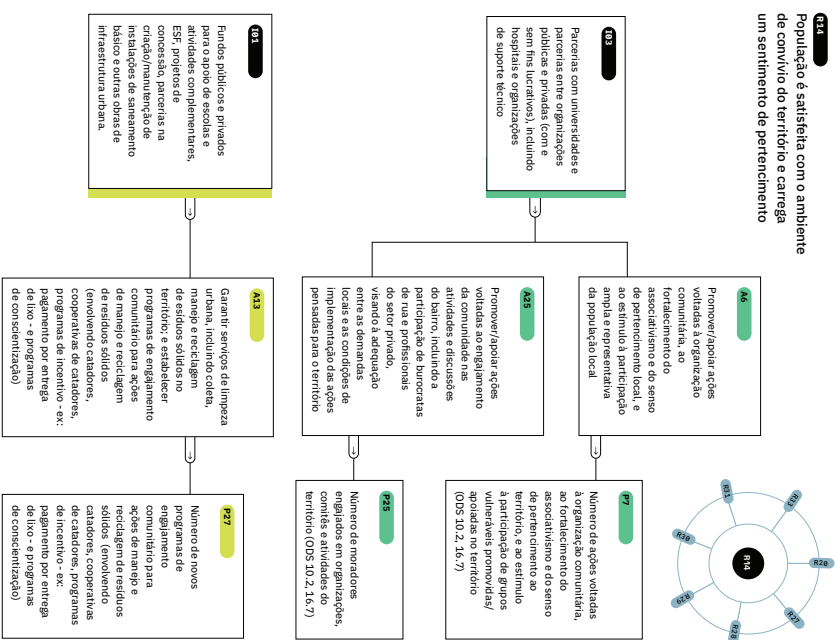 R14
População é satisfeita com o ambiente
de convívio do território e carrega
um sentimento de pertencimento
I03
Parcerias com universidades e
parcerias entre organizações
públicas e privadas (com e
sem fins lucrativos), incluindo
hospitais e organizações
de suporte técnico
I01
Fundos públicos e privados
para o apoio de escolas e
atividades complementares,
ESF, projetos de
concessão, parcerias na
criação/manutenção de
instalações de saneamento
básico e outras obras de
infraestrutura urbana.
A6
Promover/apoiar ações
voltadas à organização
comunitária, ao
fortalecimento do
associativismo e do senso
de pertencimento local, e
ao estímulo à participação
ampla e representativa
da população local
A25
Promover/apoiar ações
voltadas ao engajamento
da comunidade nas
atividades e discussões
do bairro, incluindo a
participação de burocratas
de rua e profissionais
do setor privado,
visando à adequação
entre as demandas
locais e as condições de
implementação das ações
pensadas para o território
A13
Garantir serviços de limpeza
urbana, incluindo coleta,
manejo e reciclagem
de esíduos sólidos no
território; e estabelecer
programas de engajamento
comunitário para ações
de manejo e reciclagem
de resíduos sólidos
(envolvendo catadores,
cooperativas de catadores,
programas de incentivo - ex:
pagamento por entrega
de lixo - e programas
de conscientização)
P7
Número de ações voltadas
à organização comunitária,
ao fortalecimento do
associativismo e do senso
de pertencimento ao
território, e ao estímulo
à participação de grupos
vulneráveis promovidas/
apoiadas no território
(ODS 10.2, 16.7)
P25
Número de moradores
engajados em organizações,
comitês e atividades do
território (ODS 10.2, 16.7)
P27
Número de novos
programas de
engajamento
comunitário para
ações de manejo e
reciclagem de resíduos
sólidos (envolvendo
catadores, cooperativas
de catadores, programas
de incentivo - ex:
pagamento por entrega
de lixo - e programas
de conscientização)
R14
R20
R27
R28
R29
R30
R31